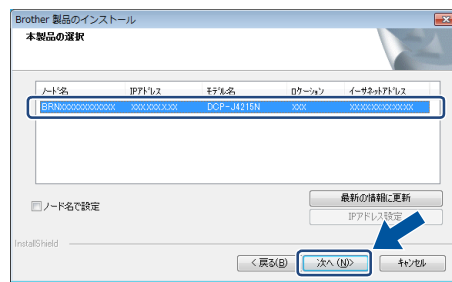 Brother 製品のインストール
本製品の選択
ノード名 IPアドレス モデル名 ロケーション イーサネットアドレス
BRNXXXXXXXXXXXX XXX.XXX.X.XX DCP-J4215N XXX XX:XX:XX:XX:XX:XX
最新の情報に更新
ノード名で設定
IPアドレス設定
InstallShield
< 戻る(B) 次へ (N)> キャンセル